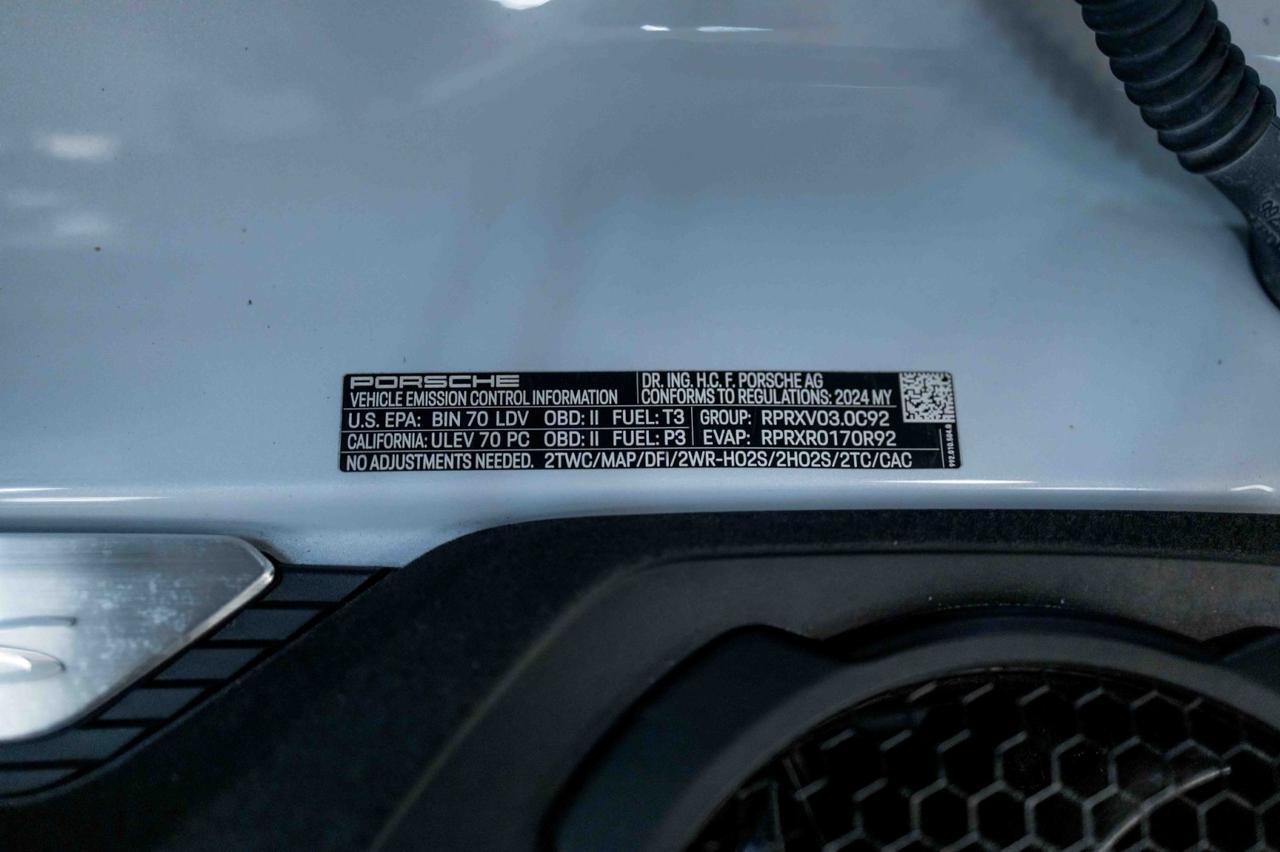 PORSCHE
VEHICLE EMISSION CONTROL INFORMATION
DR. ING. H.C. F. PORSCHE AG
CONFORMS TO REGULATIONS: 2024 MY
U.S. EPA: BIN 70 LDV OBD: II FUEL: T3 GROUP: RPRXV03.0C92
CALIFORNIA: ULEV 70 PC OBD: II FUEL: P3 EVAP: RPRXR0170R92
NO ADJUSTMENTS NEEDED. 2TWC/MAP/DFI/2WR-HO2S/2HO2S/2TC/CAC